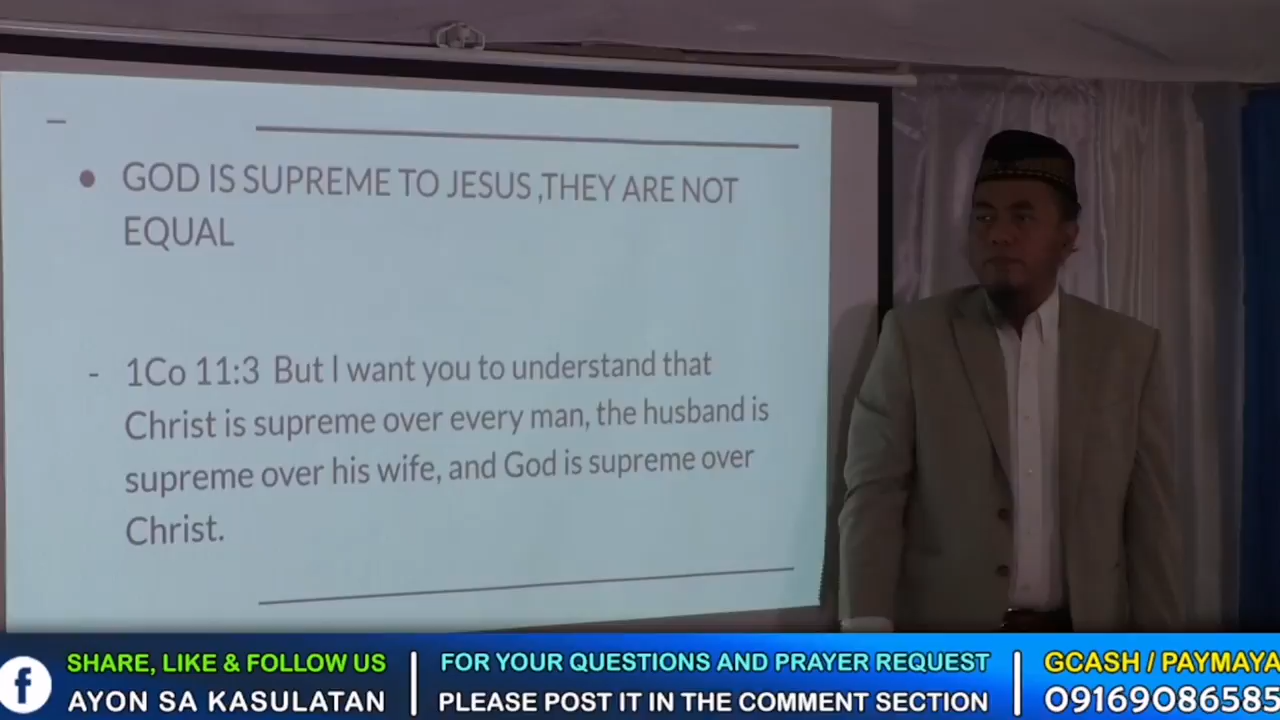 GOD IS SUPREME TO JESUS ,THEY ARE NOT
EQUAL
- 1Co 11:3 But I want you to understand that
Christ is supreme over every man, the husband is
supreme over his wife, and God is supreme over
Christ.
SHARE, LIKE & FOLLOW US
AYON SA KASULATAN
FOR YOUR QUESTIONS AND PRAYER REQUEST
PLEASE POST IT IN THE COMMENT SECTION
GCASH / PAYMAYA
09169086585